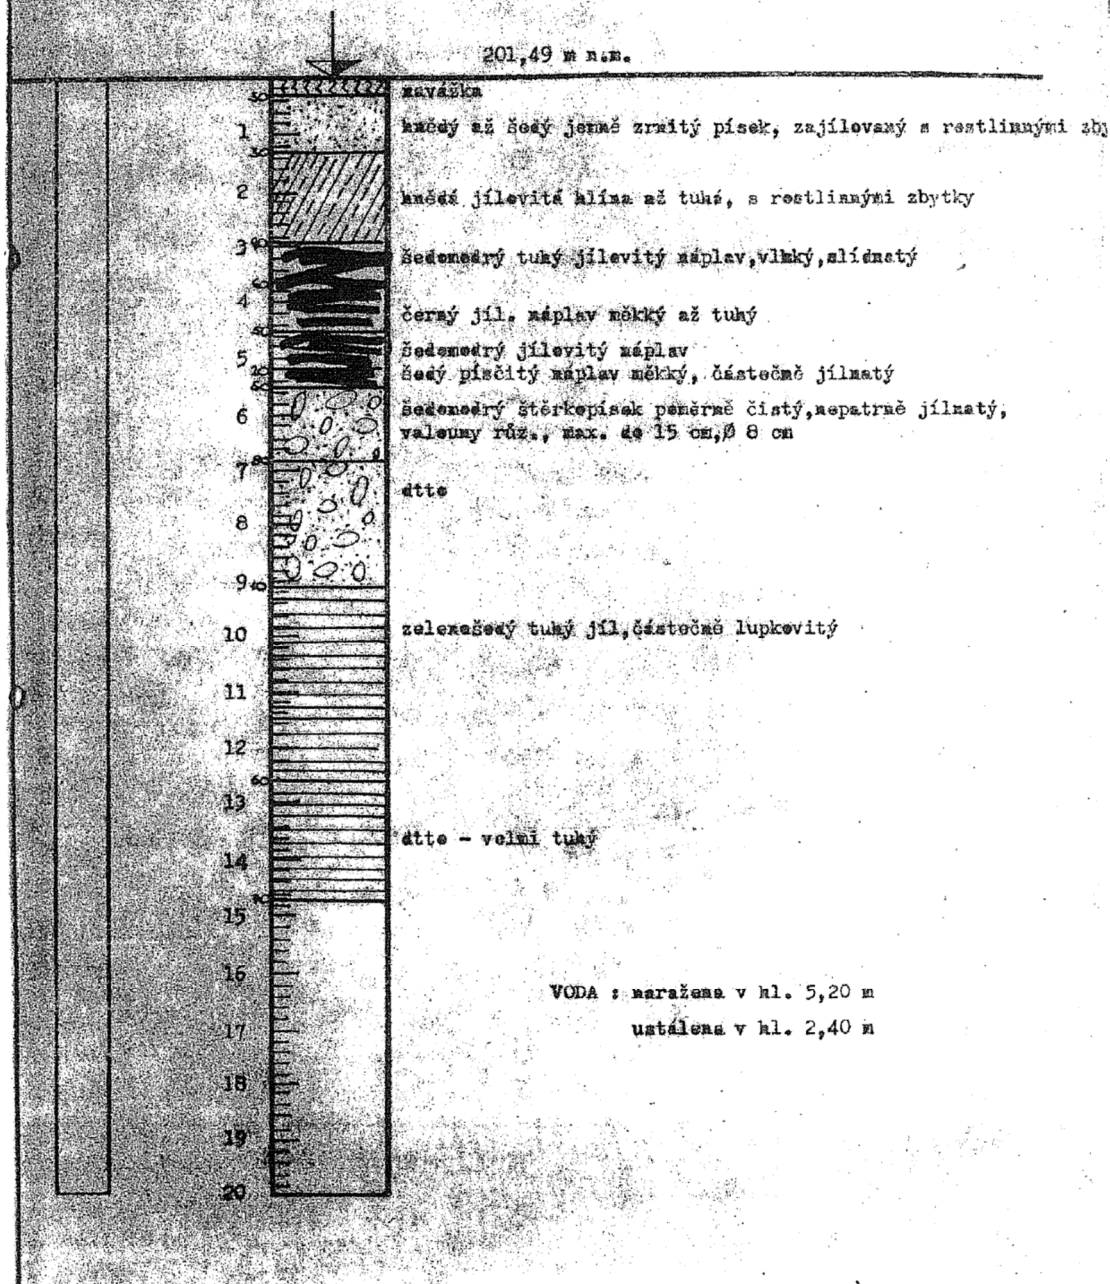 201,49 m n.m.
navážka
30
1
hnědý až šedý jemně zrnitý písek, zajílovaný s rostlinnými zby
30
2
hnědá jílovitá hlína až tuhá, s rostlinnými zbytky
3
šedomodrý tuhý jílovitý náplav,vlhký,slídnatý
4
černý jíl. náplav měkký až tuhý
šedomodrý jílovitý náplav
5
šedý písčitý náplav měkký, částečně jílnatý
6
šedomodrý štěrkopísek poměrně čistý,nepatrně jílnatý,
valouny růz., max. do 15 cm,Ø 8 cm
7
dtto
8
9
10
zelenošedý tuhý jíl,částečně lupkovitý
11
12
60
13
dtto - velmi tuhý
14
15
16
VODA : naražena v hl. 5,20 m
17
ustálena v hl. 2,40 m
18
19
20